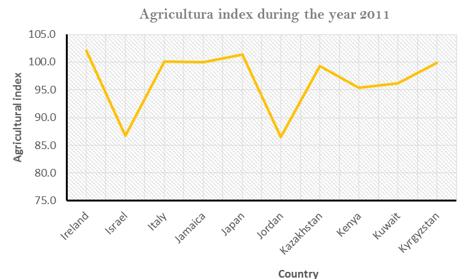 Agricultura index during the year 2011
105.0
100.0
95.0
90.0
85.0
80.0
75.0
Agricultural index
Ireland
Israel
Italy
Jamaica
Japan
Jordan
Kazakhstan
Kenya
Kuwait
Kyrgyzstan
Country